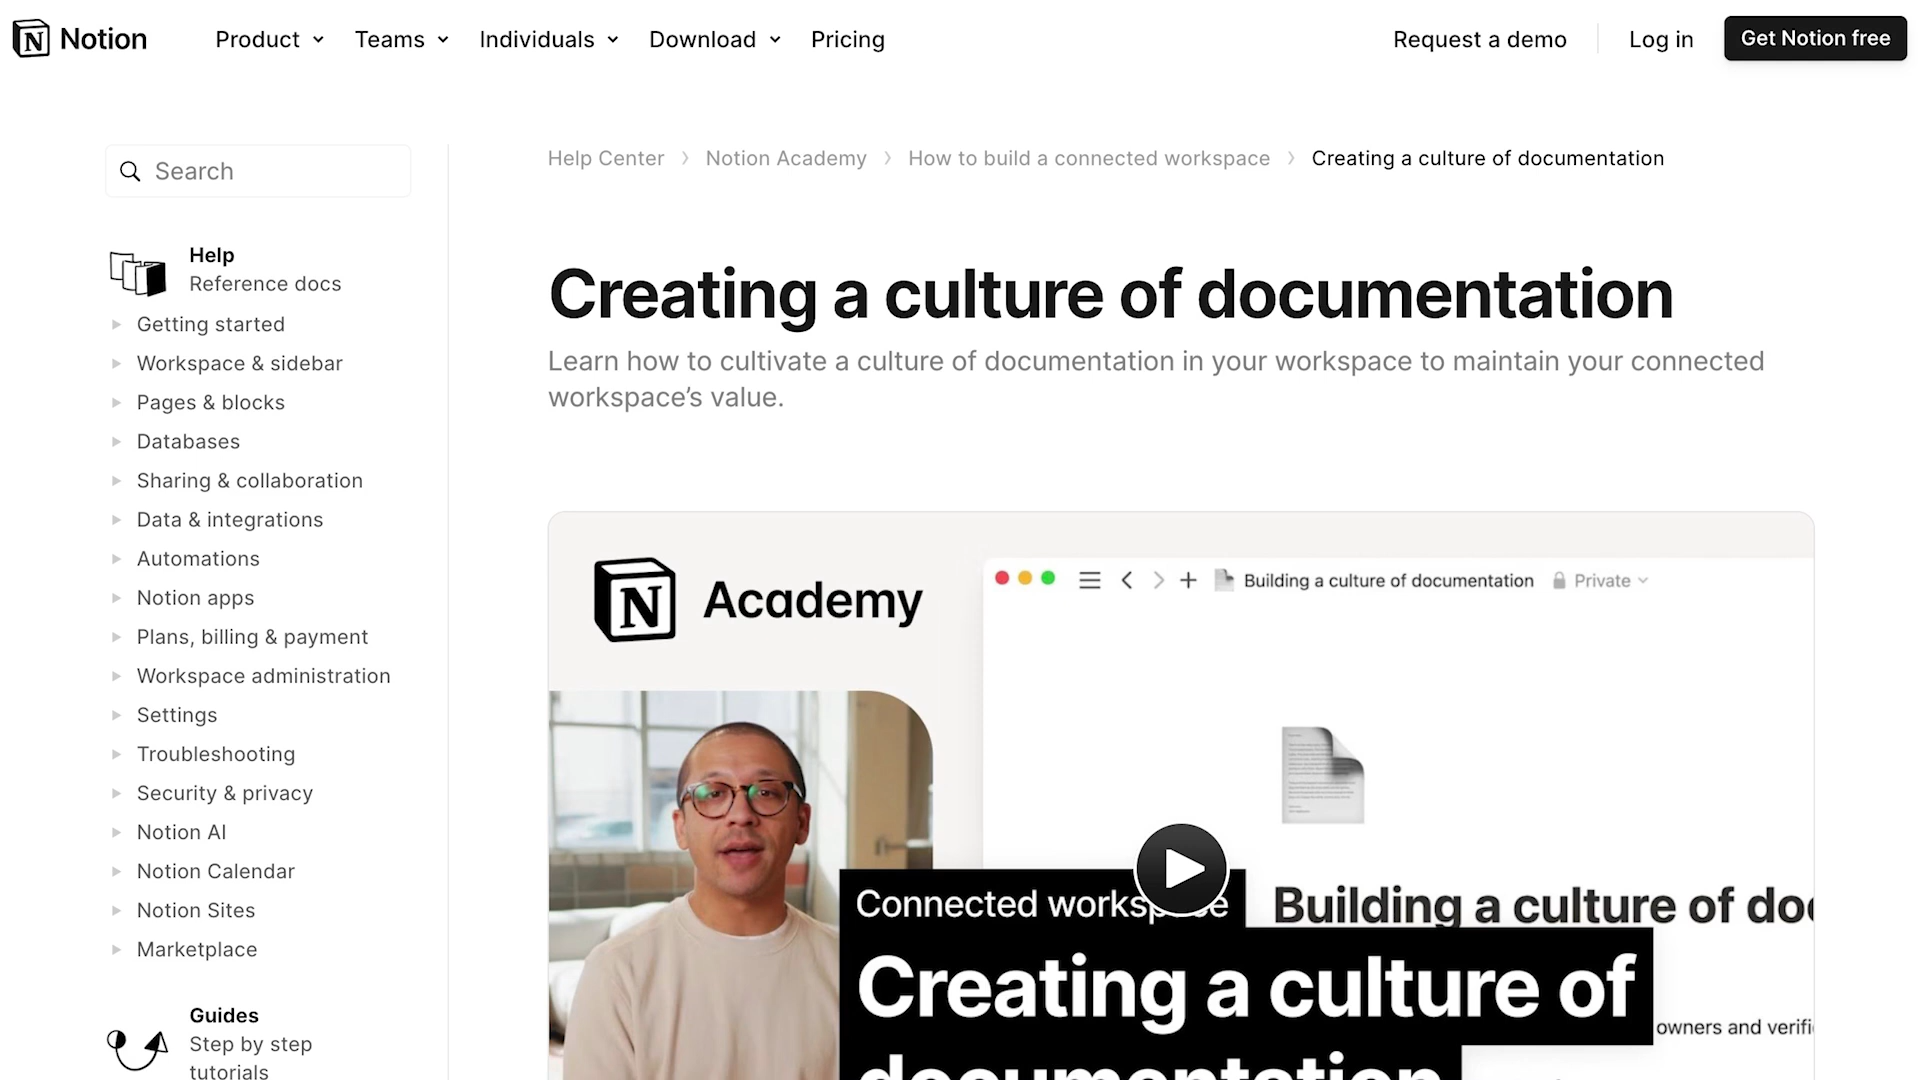 Notion
Product
Teams
Individuals
Download
Pricing
Request a demo
Log in
Get Notion free
Search
Help
Reference docs
Getting started
Workspace & sidebar
Pages & blocks
Databases
Sharing & collaboration
Data & integrations
Automations
Notion apps
Plans, billing & payment
Workspace administration
Settings
Troubleshooting
Security & privacy
Notion AI
Notion Calendar
Notion Sites
Marketplace
Guides
Step by step
tutorials
Help Center > Notion Academy > How to build a connected workspace > Creating a culture of documentation
Creating a culture of documentation
Learn how to cultivate a culture of documentation in your workspace to maintain your connected
workspace’s value.
Academy
Building a culture of documentation
Private
Connected workspace
Building a culture of do
Creating a culture of
owners and verifi
documentation